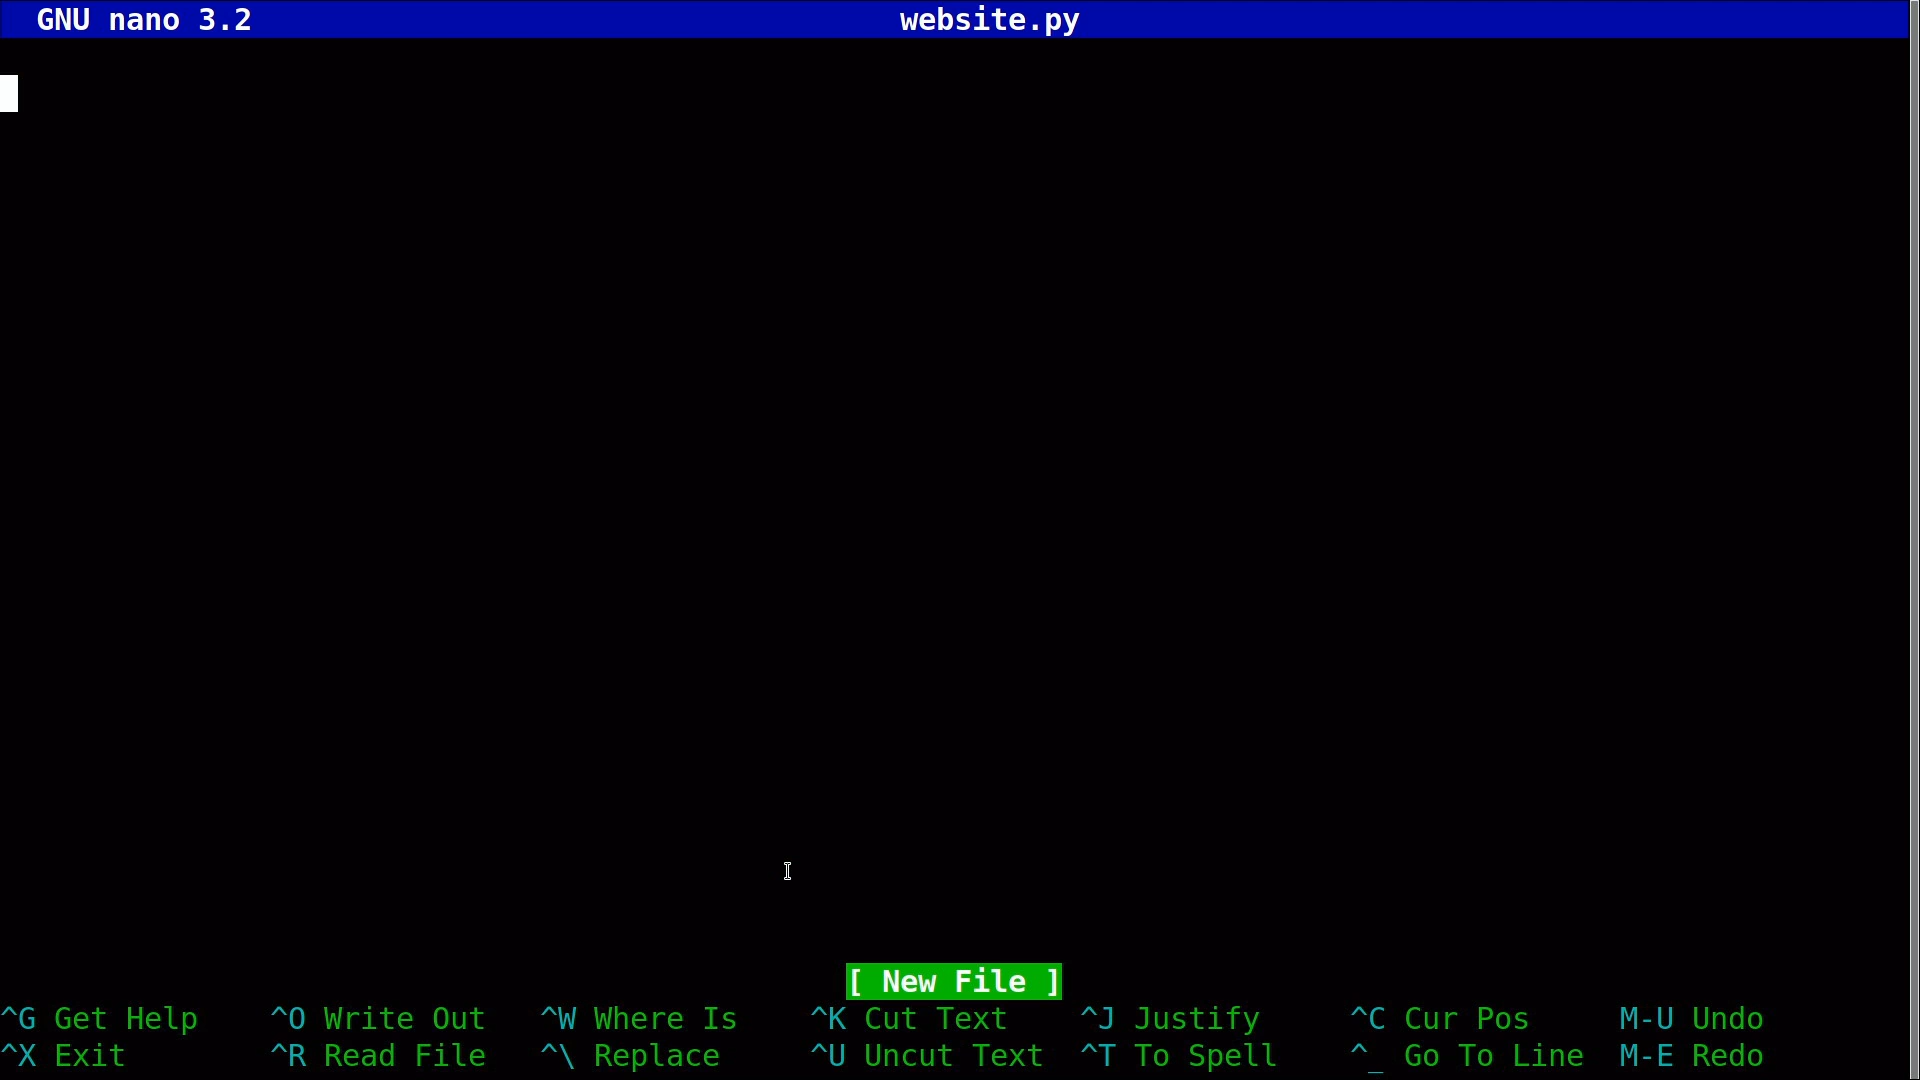 GNU nano 3.2 website.py
[ New File ]
^G Get Help ^O Write Out ^W Where Is ^K Cut Text ^J Justify ^C Cur Pos M-U Undo
^X Exit ^R Read File ^\ Replace ^U Uncut Text ^T To Spell ^_ Go To Line M-E Redo